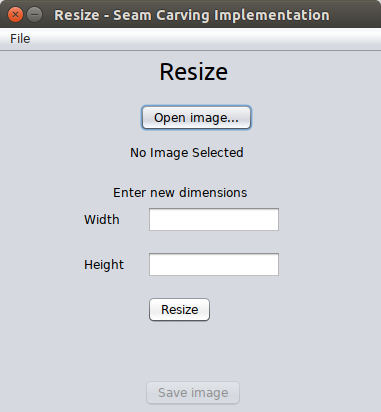 Resize - Seam Carving Implementation
File
Resize
Open image...
No Image Selected
Enter new dimensions
Width
Height
Resize
Save image